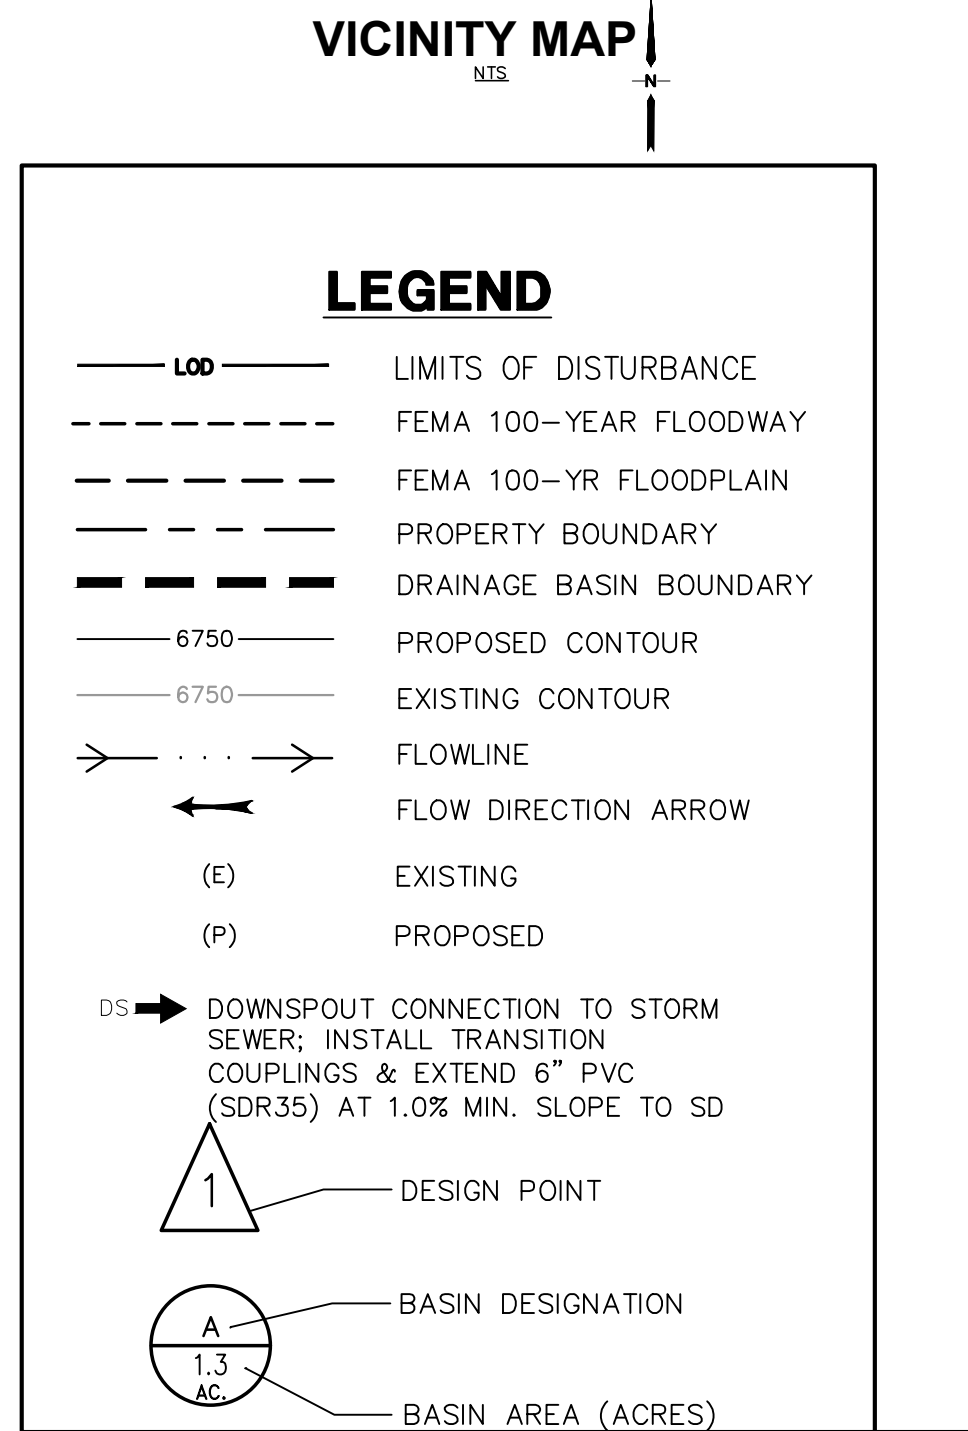 VICINITY MAP
NTS
N
LEGEND
LOD LIMITS OF DISTURBANCE
FEMA 100-YEAR FLOODWAY
FEMA 100-YR FLOODPLAIN
PROPERTY BOUNDARY
DRAINAGE BASIN BOUNDARY
6750 PROPOSED CONTOUR
6750 EXISTING CONTOUR
FLOWLINE
FLOW DIRECTION ARROW
(E) EXISTING
(P) PROPOSED
DS DOWNSPOUT CONNECTION TO STORM
SEWER; INSTALL TRANSITION
COUPLINGS & EXTEND 6" PVC
(SDR35) AT 1.0% MIN. SLOPE TO SD
1 DESIGN POINT
BASIN DESIGNATION
A
1.3
AC.
BASIN AREA (ACRES)